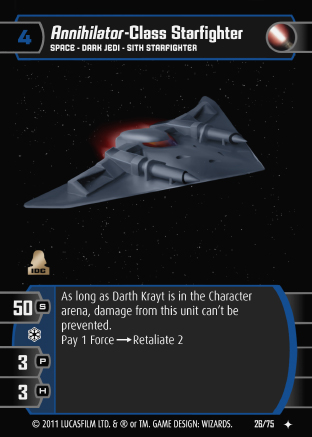 4 Annihilator-Class Starfighter
SPACE - DARK JEDI - SITH STARFIGHTER
IDC
50 S
As long as Darth Krayt is in the Character
arena, damage from this unit can't be
prevented.
Pay 1 Force → Retaliate 2
3 P
3 H
© 2011 LUCASFILM LTD. & ® or TM. GAME DESIGN: WIZARDS. 26/75